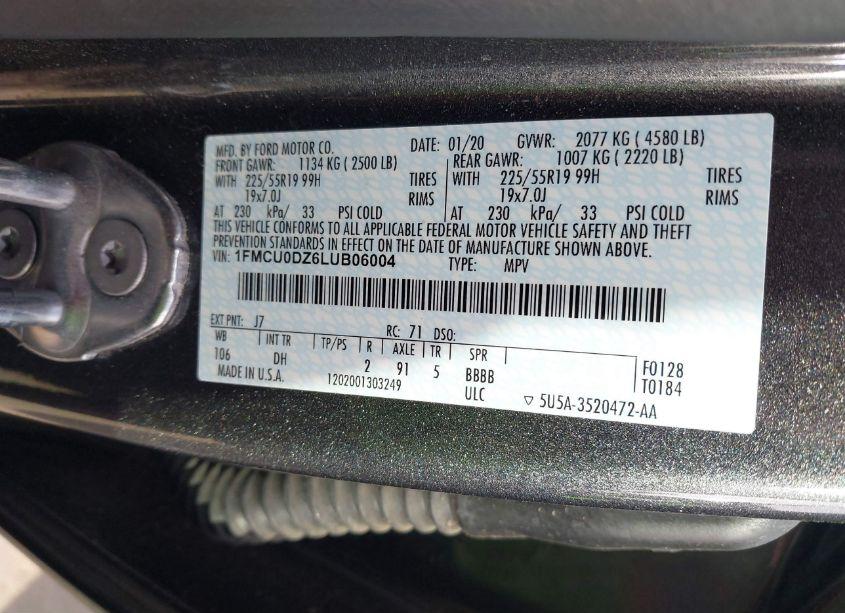 MFD. BY FORD MOTOR CO. DATE: 01/20 GVWR: 2077 KG ( 4580 LB)
FRONT GAWR: 1134 KG ( 2500 LB) REAR GAWR: 1007 KG ( 2220 LB)
WITH 225/55R19 99H TIRES WITH 225/55R19 99H TIRES
19x7.0J RIMS 19x7.0J RIMS
AT 230 kPa/ 33 PSI COLD AT 230 kPa/ 33 PSI COLD
THIS VEHICLE CONFORMS TO ALL APPLICABLE FEDERAL MOTOR VEHICLE SAFETY AND THEFT
PREVENTION STANDARDS IN EFFECT ON THE DATE OF MANUFACTURE SHOWN ABOVE.
VIN: 1FMCU0DZ6LUB06004 TYPE: MPV
EXT PNT: J7 RC: 71 DSO:
WB INT TR TP/PS R AXLE TR SPR
106 DH 2 91 5 BBBB F0128
MADE IN U.S.A. 1202001303249 ULC T0184
▽ 5U5A-3520472-AA